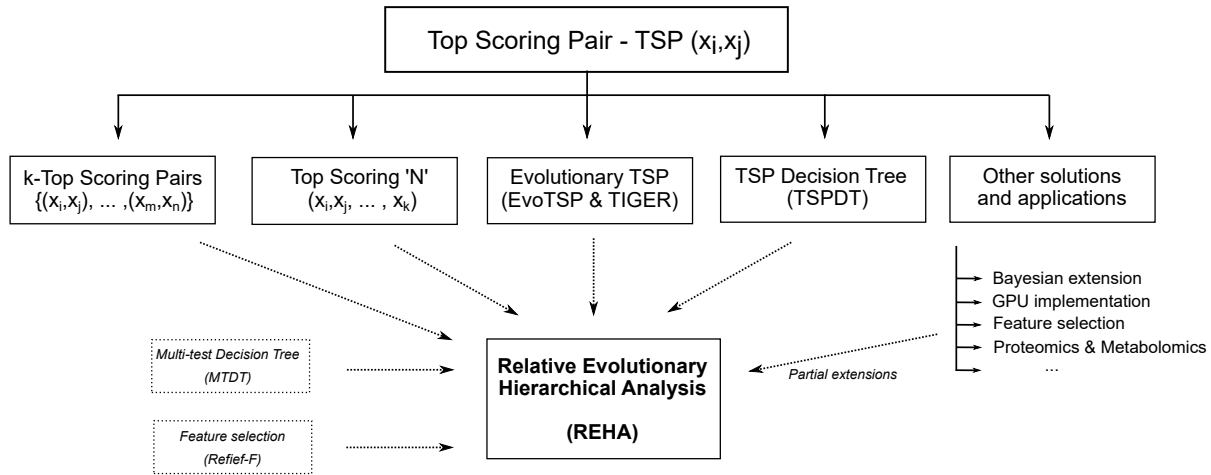 Top Scoring Pair - TSP (xi,xj)
k-Top Scoring Pairs
{(xi,xj), ... ,(xm,xn)}
Top Scoring 'N'
(xi,xj, ... , xk)
Evolutionary TSP
(EvoTSP & TIGER)
TSP Decision Tree
(TSPDT)
Other solutions
and applications
Bayesian extension
GPU implementation
Feature selection
Proteomics & Metabolomics
...
Partial extensions
Multi-test Decision Tree
(MTDT)
Feature selection
(Refief-F)
Relative Evolutionary
Hierarchical Analysis
(REHA)